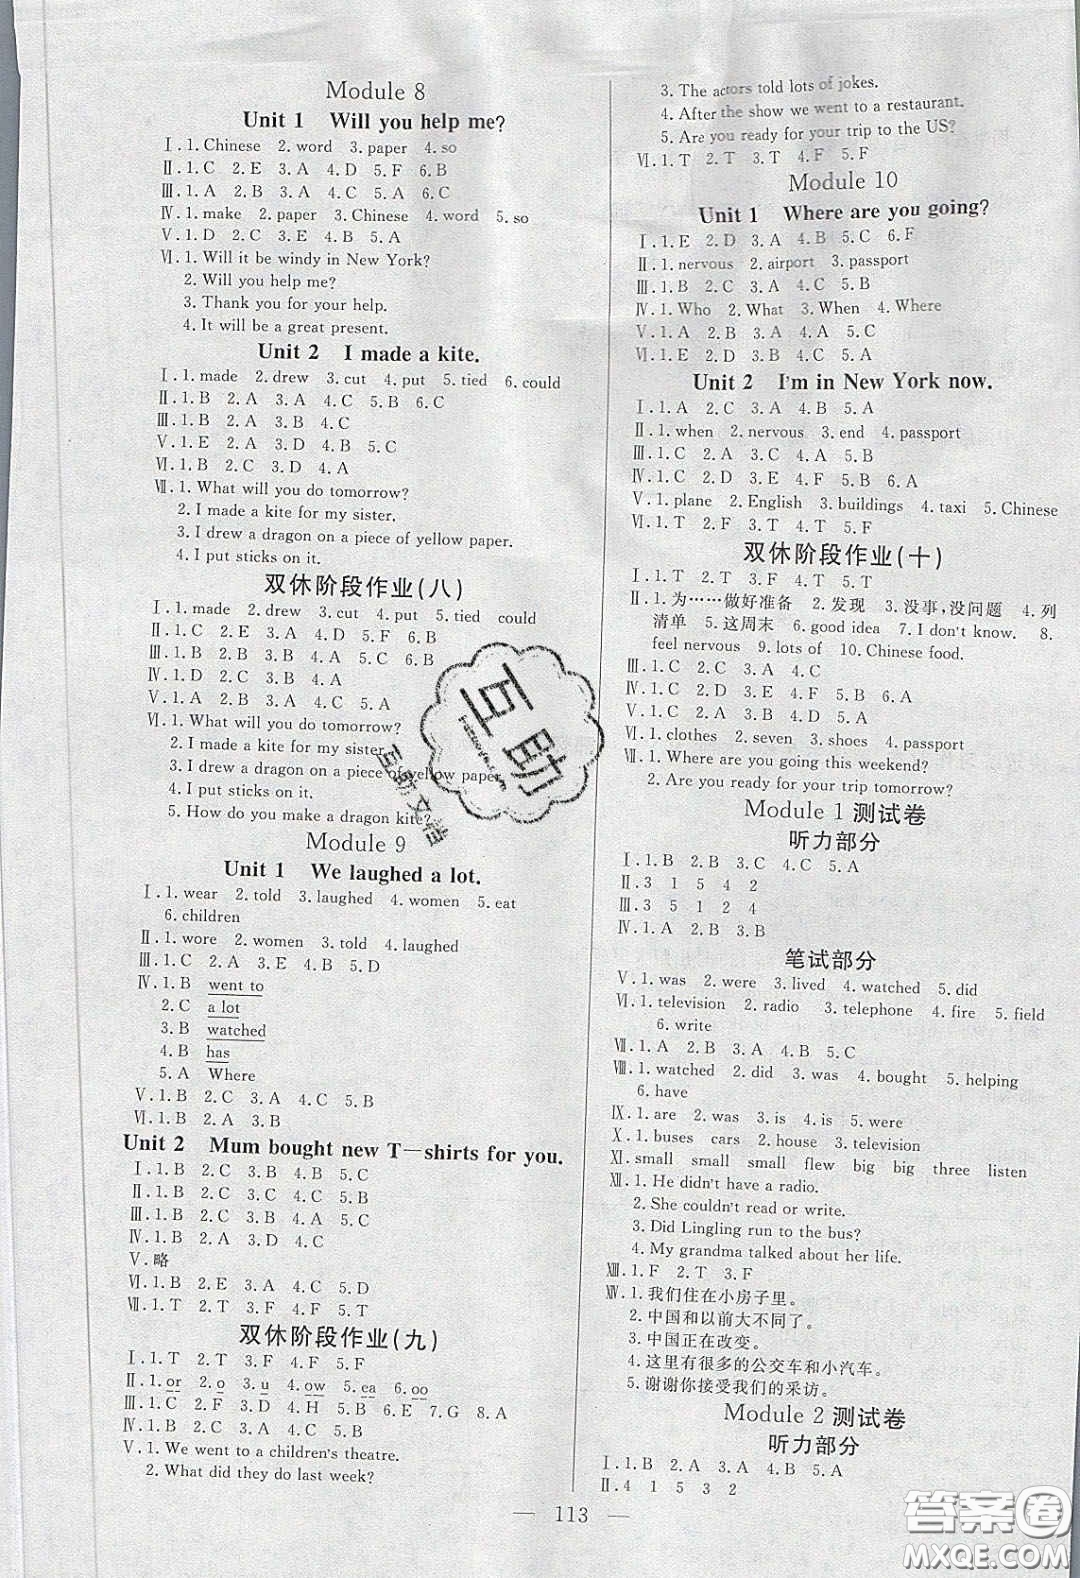 Module 8
Unit 1 Will you help me?
Ⅰ.1. Chinese 2. word 3. paper 4. so
Ⅱ.1. C 2. E 3. A 4. D 5. F 6. B
Ⅲ.1. A 2. B 3. B 4. A 5. A 6. C
Ⅳ.1. make 2. paper 3. Chinese 4. word 5. so
Ⅴ.1. D 2. C 3. E 4. B 5. A
Ⅵ.1. Will it be windy in New York?
2. Will you help me?
3. Thank you for your help.
4. It will be a great present.
Unit 2 I made a kite.
Ⅰ.1. made 2. drew 3. cut 4. put 5. tied 6. could
Ⅱ.1. B 2. A 3. A 4. C 5. B 6. C
Ⅲ.1. B 2. A 3. B 4. C
Ⅴ.1. E 2. A 3. D 4. B 5. C
Ⅵ.1. B 2. C 3. D 4. A
Ⅶ.1. What will you do tomorrow?
2. I made a kite for my sister.
3. I drew a dragon on a piece of yellow paper.
4. I put sticks on it.
双休阶段作业(八)
Ⅰ.1. made 2. drew 3. cut 4. put 5. tied could
Ⅱ.1. C 2. E 3. A 4. D 5. F 6. B
Ⅲ.1. B 2. A 3. A 4. C 5. A 6. B
Ⅳ.1. D 2. C 3. B 4. A
Ⅴ.1. B 2. D 3. E 4. C 5. A
Ⅵ.1. What will you do tomorrow?
2. I made a kite for my sister
3. I drew a dragon on a piece of yellow paper
4. I put sticks on it.
5. How do you make a dragon kite?
Module 9
Unit 1 We laughed a lot.
Ⅰ.1. wear 2. told 3. laughed 4. women 5. eat
6. children
Ⅱ.1. wore 2. women 3. told 4. laughed
Ⅲ.1. C 2. A 3. B 4. B 5. D
Ⅳ.1. B went to
2. C a lot
3. B watched
4. B has
5. A Where
Ⅴ.1. B 2. C 3. A 4. C 5. B
Ⅵ.1. B 2. A 3. B
Unit 2 Mum bought new T—shirts for you.
Ⅰ.1. B 2. C 3. B 4. B 5. C
Ⅱ.1. B 2. A 3. C 4. D
Ⅲ.1. B 2. C 3. B 4. A 5. C
Ⅳ.1. B 2. A 3. D 4. C
Ⅴ. 略
Ⅵ.1. B 2. E 3. A 4. C 5. D
Ⅶ.1. T 2. T 3. F 4. F 5. T
双休阶段作业(九)
Ⅰ.1. T 2. T 3. F 4. F 5. F
Ⅱ.1. or 2. o 3. u 4. ow 5. ea 6. oo
Ⅲ.1. C 2. F 3. D 4. H 5. B 6. E 7. G 8. A
Ⅳ.1. C 2. C 3. A 4. C 5. B
Ⅴ.1. We went to a children's theatre.
2. What did they do last week?
3. The actors told lots of jokes.
4. After the show we went to a restaurant.
5. Are you ready for your trip to the US?
Ⅵ.1. T 2. T 3. T 4. F 5. F
Module 10
Unit 1 Where are you going?
Ⅰ.1. E 2. D 3. A 4. B 5. C 6. F
Ⅱ.1. nervous 2. airport 3. passport
Ⅲ.1. B 2. C 3. A 4. C 5. B
Ⅳ.1. Who 2. What 3. When 4. Where
Ⅴ.1. A 2. B 3. A 4. A 5. C
Ⅵ.1. E 2. D 3. B 4. C 5. A
Unit 2 I'm in New York now.
Ⅰ.1. A 2. C 3. A 4. B 5. A
Ⅱ.1. when 2. nervous 3. end 4. passport
Ⅲ.1. C 2. A 3. C 4. A 5. B
Ⅳ.1. C 2. D 3. E 4. F 5. B 6. A
Ⅴ.1. plane 2. English 3. buildings 4. taxi 5. Chinese
Ⅵ.1. T 2. F 3. T 4. T 5. F
双休阶段作业(十)
Ⅰ.1. T 2. T 3. F 4. T 5. F
Ⅱ.1. 为……做好准备 2. 发现 3. 没事,没问题 4. 列
清单 5. 这周末 6. good idea 7. I don't know. 8.
feel nervous 9. lots of 10. Chinese food.
Ⅲ.1. C 2. C 3. A 4. C
Ⅳ.1. C 2. D 3. E 4. F 5. B 6. A
Ⅴ.1. C 2. C 3. A 4. C 5. A
Ⅵ.1. clothes 2. seven 3. shoes 4. passport
Ⅶ.1. Where are you going this weekend?
2. Are you ready for your trip tomorrow?
Module 1 测试卷
听力部分
Ⅰ.1. A 2. B 3. C 4. C 5. A
Ⅱ.3 1 5 4 2
Ⅲ.3 5 1 2 4
Ⅳ.1. A 2. B 3. B
笔试部分
Ⅴ.1. was 2. were 3. lived 4. watched 5. did
Ⅵ.1. television 2. radio 3. telephone 4. fire 5. field
6. write
Ⅶ.1. A 2. B 3. A 4. B 5. C
Ⅷ.1. watched 2. did 3. was 4. bought 5. helping
6. have
Ⅸ.1. are 2. was 3. is 4. is 5. were
Ⅹ.1. buses cars 2. house 3. television
Ⅺ. small small small flew big big three listen
Ⅻ.1. He didn't have a radio.
2. She couldn't read or write.
3. Did Lingling run to the bus?
4. My grandma talked about her life.
XIII.1. F 2. T 3. F
XIV.1. 我们住在小房子里。
2. 中国和以前大不同了。
3. 中国正在改变。
4. 这里有很多的公交车和小汽车。
5. 谢谢你接受我们的采访。
Module 2 测试卷
听力部分
Ⅰ.1. B 2. A 3. A 4. B 5. A
Ⅱ.4 1 5 3 2
— 113 —
互助
互助文档
答案圈
MXQE.COM